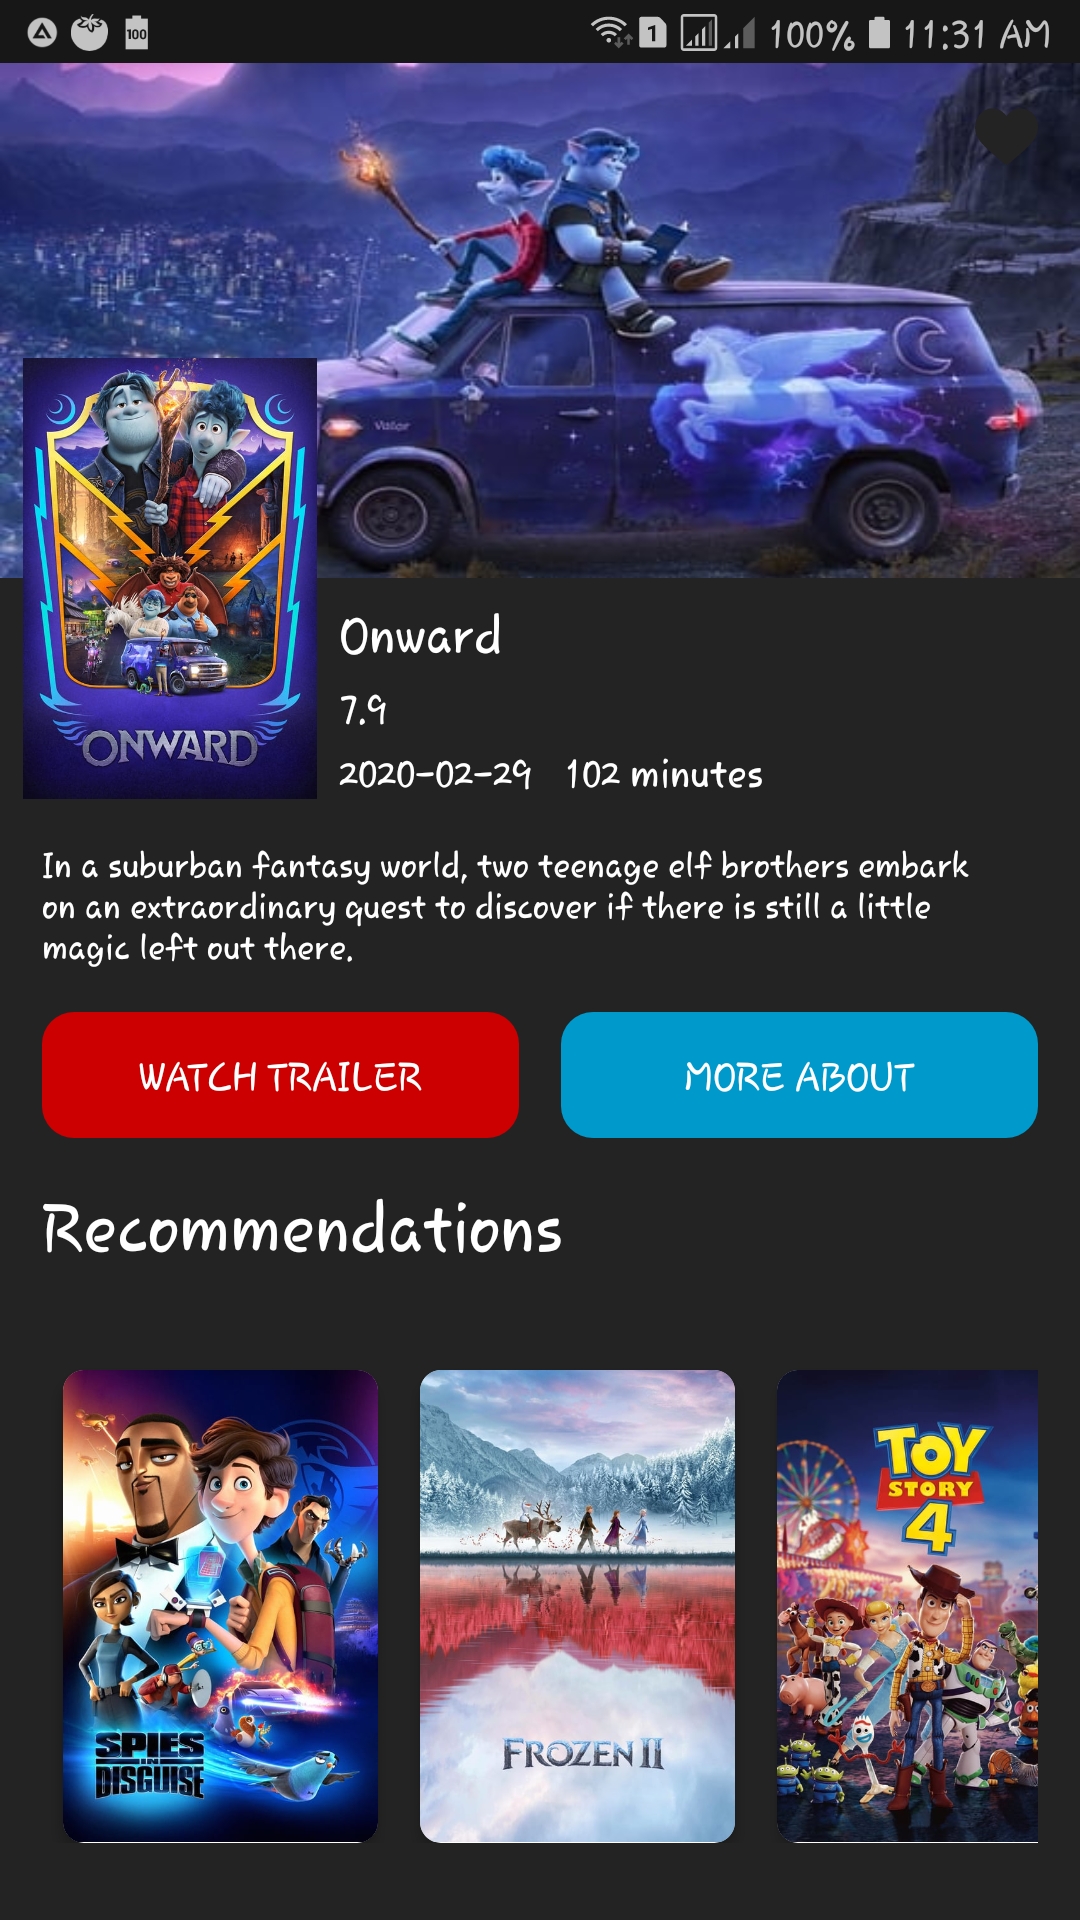 100
1
100% 11:31 AM
Valor
ONWARD
Onward
7.9
2020-02-29 102 minutes
In a suburban fantasy world, two teenage elf brothers embark
on an extraordinary quest to discover if there is still a little
magic left out there.
WATCH TRAILER MORE ABOUT
Recommendations
TOY
STORY
4
SPIES
IN
DISGUISE
FROZEN II